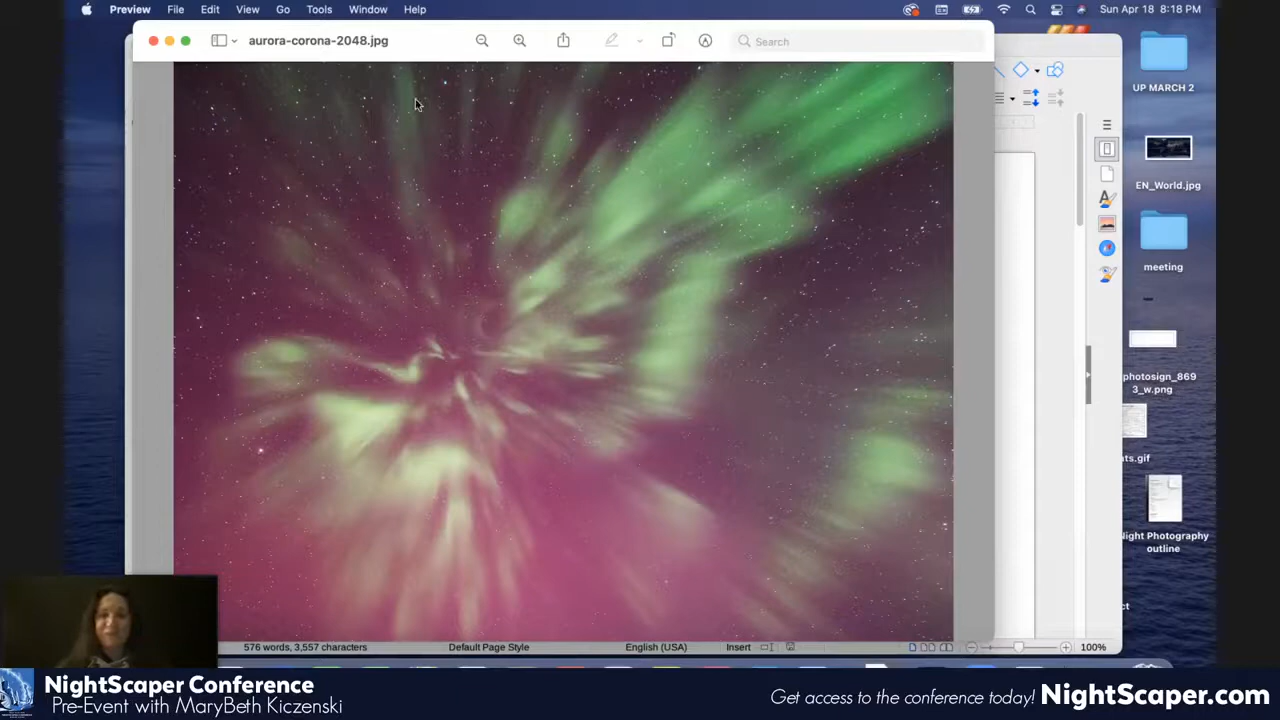 Preview File Edit View Go Tools Window Help
Sun Apr 18 8:18 PM
aurora-corona-2048.jpg
Search
UP MARCH 2
EN_World.jpg
meeting
photosign_869
3_w.png
ts.gif
light Photography
outline
ct
576 words, 3,557 characters
Default Page Style
English (USA)
Insert
100%
NightScaper Conference
Pre-Event with MaryBeth Kiczenski
Get access to the conference today! NightScaper.com